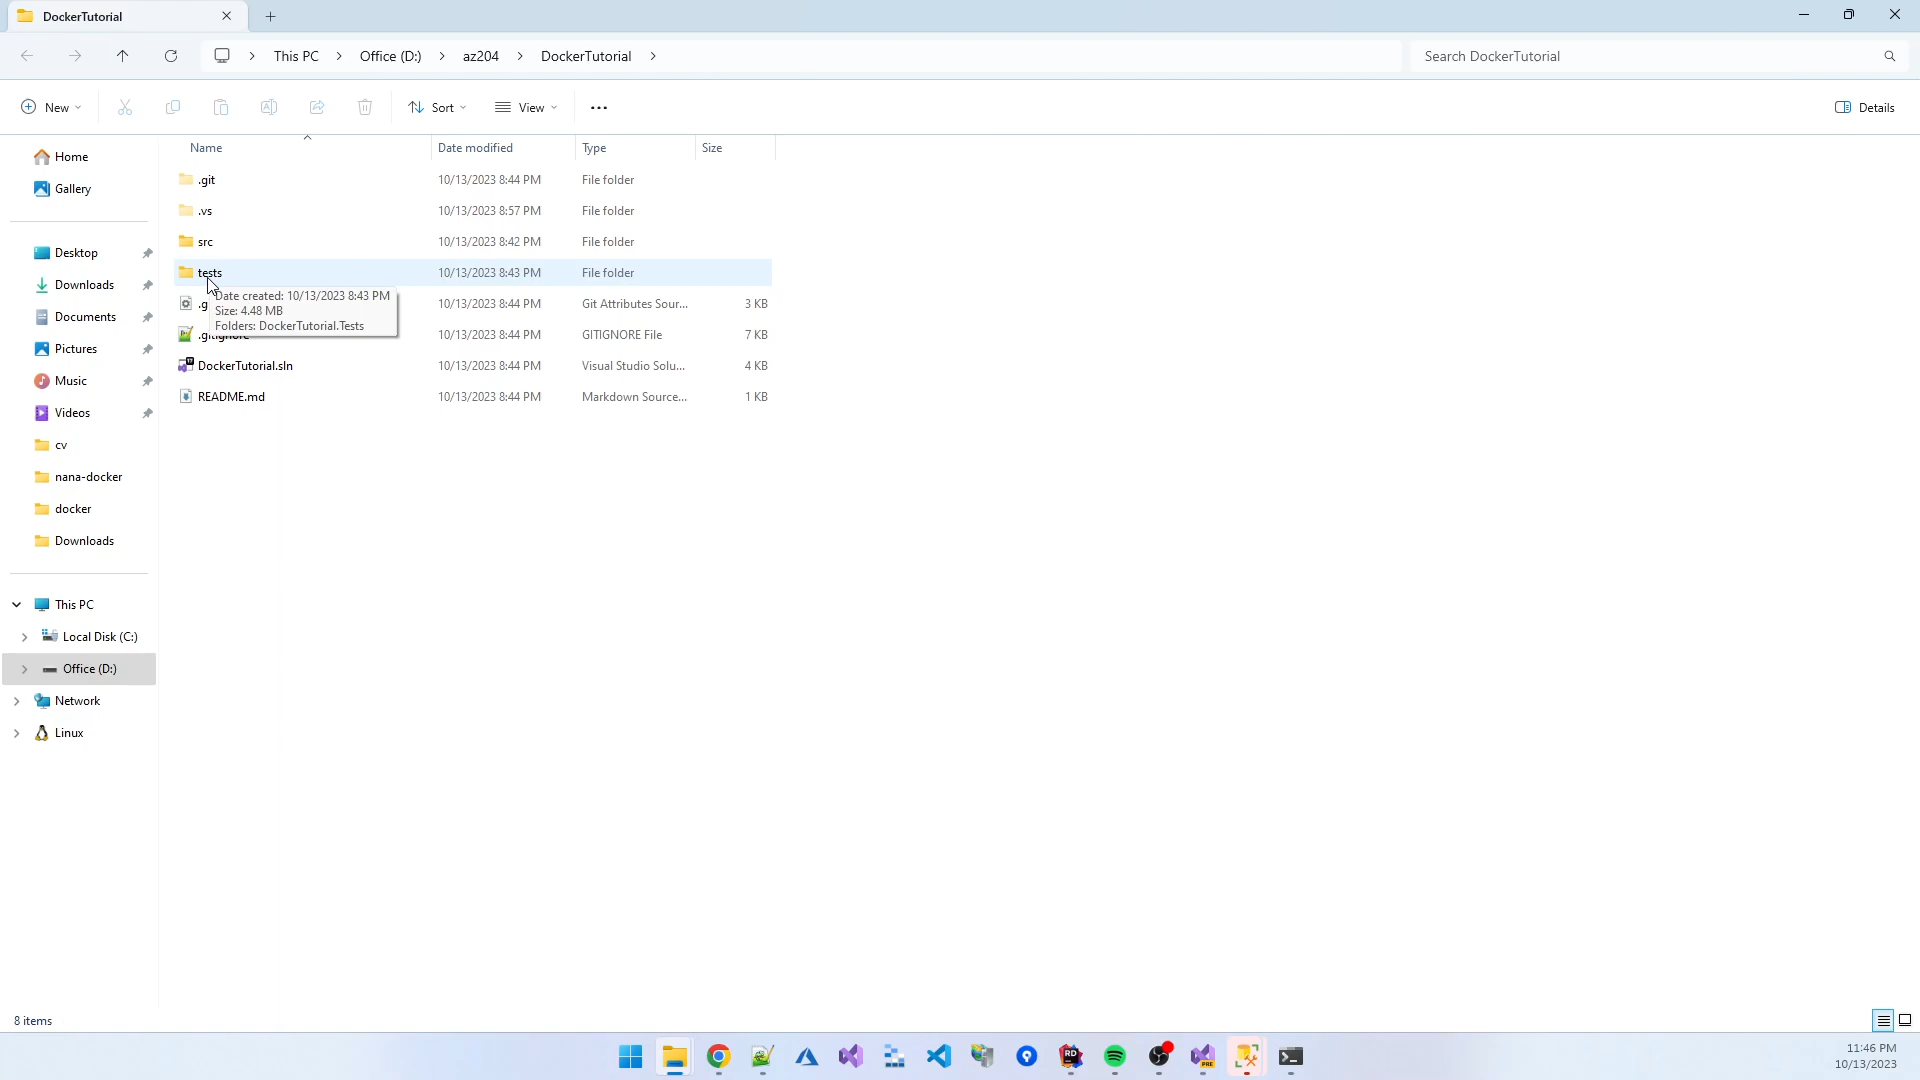 DockerTutorial
This PC
Office (D:)
az204
DockerTutorial
Search DockerTutorial
New
Sort
View
Details
Name
Date modified
Type
Size
.git
10/13/2023 8:44 PM
File folder
.vs
10/13/2023 8:57 PM
File folder
src
10/13/2023 8:42 PM
File folder
tests
10/13/2023 8:43 PM
File folder
.g
10/13/2023 8:44 PM
Git Attributes Sour...
3 KB
.gitignore
10/13/2023 8:44 PM
GITIGNORE File
7 KB
DockerTutorial.sln
10/13/2023 8:44 PM
Visual Studio Solu...
4 KB
README.md
10/13/2023 8:44 PM
Markdown Source...
1 KB
Date created: 10/13/2023 8:43 PM
Size: 4.48 MB
Folders: DockerTutorial.Tests
Home
Gallery
Desktop
Downloads
Documents
Pictures
Music
Videos
cv
nana-docker
docker
Downloads
This PC
Local Disk (C:)
Office (D:)
Network
Linux
8 items
11:46 PM
10/13/2023